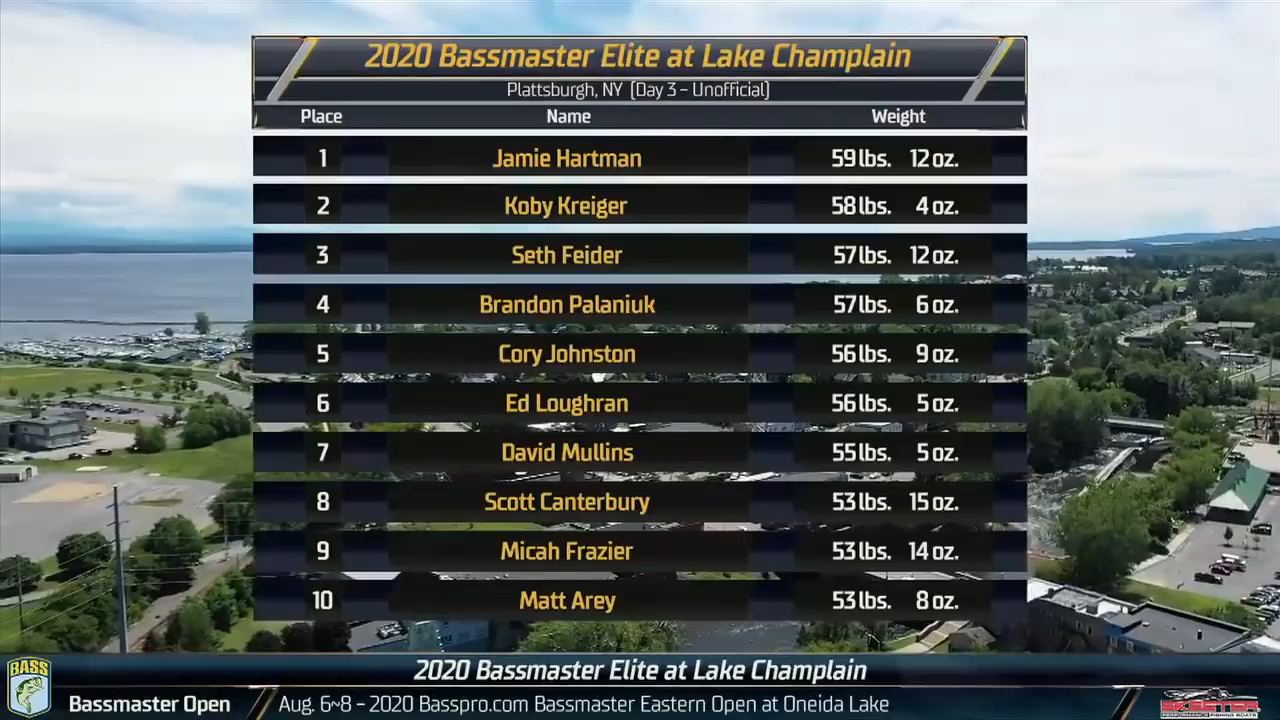 2020 Bassmaster Elite at Lake Champlain
Plattsburgh, NY [Day 3 – Unofficial]
Place Name Weight
1 Jamie Hartman 59 lbs. 12 oz.
2 Koby Kreiger 58 lbs. 4 oz.
3 Seth Feider 57 lbs. 12 oz.
4 Brandon Palaniuk 57 lbs. 6 oz.
5 Cory Johnston 56 lbs. 9 oz.
6 Ed Loughran 56 lbs. 5 oz.
7 David Mullins 55 lbs. 5 oz.
8 Scott Canterbury 53 lbs. 15 oz.
9 Micah Frazier 53 lbs. 14 oz.
10 Matt Arey 53 lbs. 8 oz.
2020 Bassmaster Elite at Lake Champlain
BASS
Bassmaster Open Aug. 6~8 – 2020 Basspro.com Bassmaster Eastern Open at Oneida Lake
SKEETER
PERFORMANCE FISHING BOATS